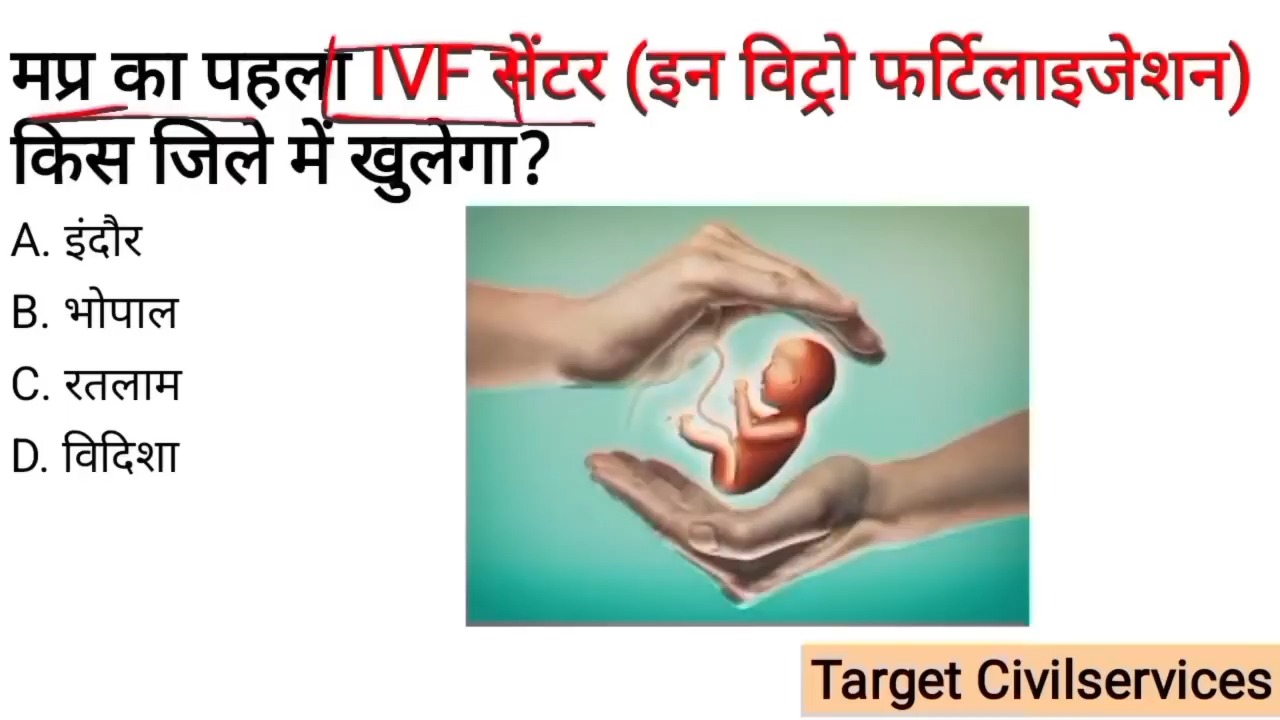 मप्र का पहला IVF सेंटर (इन विट्रो फर्टिलाइजेशन)
किस जिले में खुलेगा?
A. इंदौर
B. भोपाल
C. रतलाम
D. विदिशा
Target Civilservices